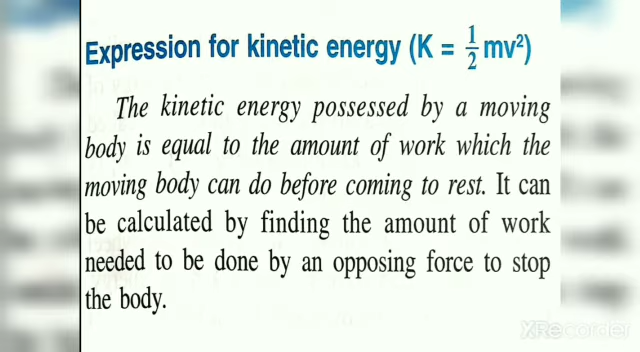 Expression for kinetic energy (K = 1/2 mv²)
The kinetic energy possessed by a moving
body is equal to the amount of work which the
moving body can do before coming to rest. It can
be calculated by finding the amount of work
needed to be done by an opposing force to stop
the body.
XRecorder